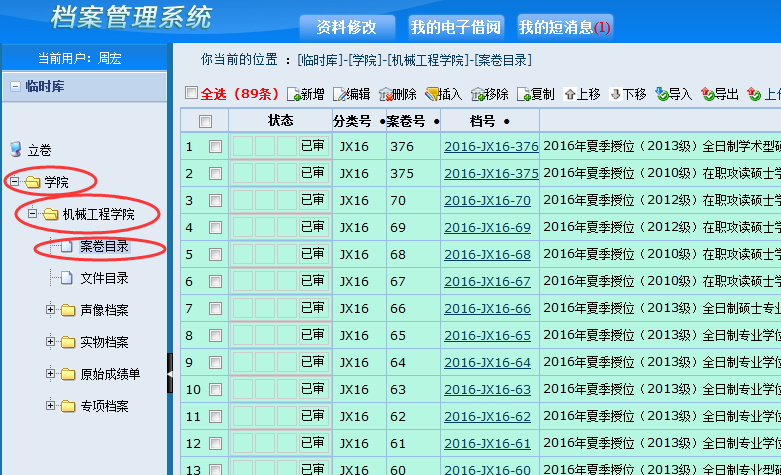 档案管理系统
资料修改 我的电子借阅 我的短消息(1)
当前用户：周宏
临时库
立卷
学院
机械工程学院
案卷目录
文件目录
声像档案
实物档案
原始成绩单
专项档案
你当前的位置 ：[临时库]-[学院]-[机械工程学院]-[案卷目录]
全选（89条） 新增 编辑 删除 插入 移除 复制 上移 下移 导入 导出 上
状态 分类号 • 案卷号 • 档号 •
1 已审 JX16 376 2016-JX16-376 2016年夏季授位（2013级）全日制学术型硕
2 已审 JX16 375 2016-JX16-375 2016年夏季授位（2010级）在职攻读硕士学
3 已审 JX16 70 2016-JX16-70 2016年夏季授位（2012级）在职攻读硕士学
4 已审 JX16 69 2016-JX16-69 2016年夏季授位（2012级）在职攻读硕士学
5 已审 JX16 68 2016-JX16-68 2016年夏季授位（2010级）在职攻读硕士学
6 已审 JX16 67 2016-JX16-67 2016年夏季授位（2010级）在职攻读硕士学
7 已审 JX16 66 2016-JX16-66 2016年夏季授位（2013级）全日制硕士专业
8 已审 JX16 65 2016-JX16-65 2016年夏季授位（2013级）全日制专业学位
9 已审 JX16 64 2016-JX16-64 2016年夏季授位（2013级）全日制专业学位
10 已审 JX16 63 2016-JX16-63 2016年夏季授位（2013级）全日制专业学位
11 已审 JX16 62 2016-JX16-62 2016年夏季授位（2013级）全日制专业学位
12 已审 JX16 61 2016-JX16-61 2016年夏季授位（2013级）全日制专业学位
13 已审 JX16 60 2016-JX16-60 2016年夏季授位（2013级）全日制专业型硕